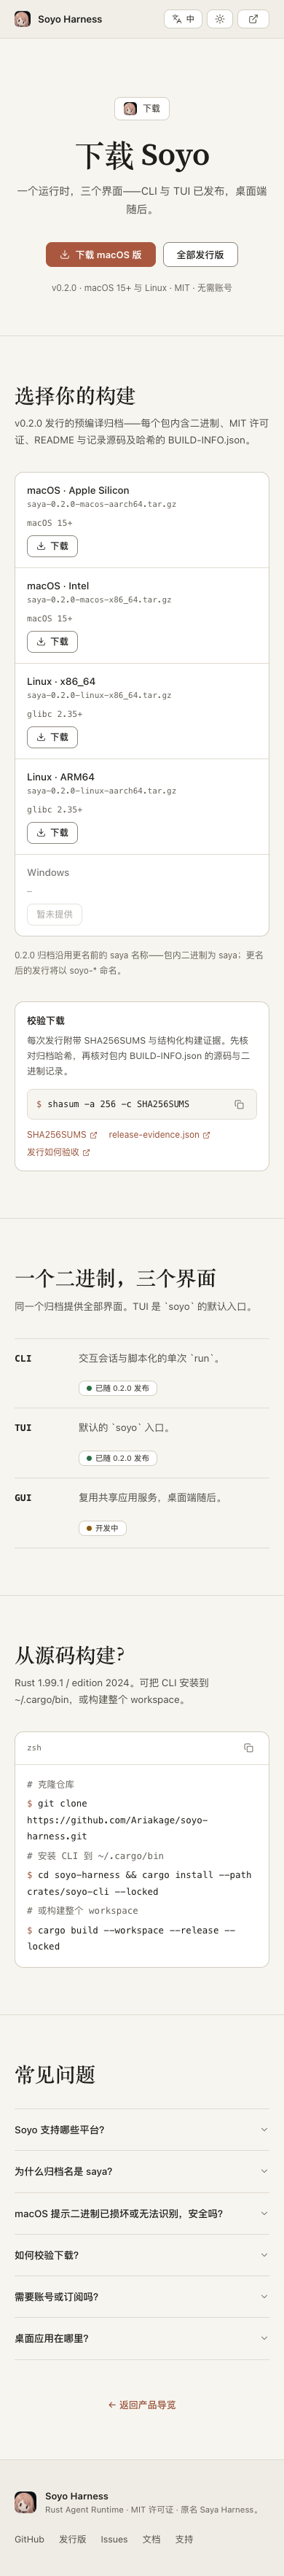 Soyo Harness
中
下载
下载 Soyo
一个运行时，三个界面——CLI 与 TUI 已发布，桌面端
随后。
下载 macOS 版
全部发行版
v0.2.0 · macOS 15+ 与 Linux · MIT · 无需账号
选择你的构建
v0.2.0 发行的预编译归档——每个包内含二进制、MIT 许可
证、README 与记录源码及哈希的 BUILD-INFO.json。
macOS · Apple Silicon
saya-0.2.0-macos-aarch64.tar.gz
macOS 15+
下载
macOS · Intel
saya-0.2.0-macos-x86_64.tar.gz
macOS 15+
下载
Linux · x86_64
saya-0.2.0-linux-x86_64.tar.gz
glibc 2.35+
下载
Linux · ARM64
saya-0.2.0-linux-aarch64.tar.gz
glibc 2.35+
下载
Windows
—
暂未提供
0.2.0 归档沿用更名前的 saya 名称——包内二进制为 saya；更名
后的发行将以 soyo-* 命名。
校验下载
每次发行附带 SHA256SUMS 与结构化构建证据。先核
对归档哈希，再核对包内 BUILD-INFO.json 的源码与二
进制记录。
$ shasum -a 256 -c SHA256SUMS
SHA256SUMS
release-evidence.json
发行如何验收
一个二进制，三个界面
同一个归档提供全部界面。TUI 是 `soyo` 的默认入口。
CLI
交互会话与脚本化的单次 `run`。
已随 0.2.0 发布
TUI
默认的 `soyo` 入口。
已随 0.2.0 发布
GUI
复用共享应用服务，桌面端随后。
开发中
从源码构建?
Rust 1.99.1 / edition 2024。可把 CLI 安装到
~/.cargo/bin，或构建整个 workspace。
zsh
# 克隆仓库
$ git clone
https://github.com/Ariakage/soyo-
harness.git
# 安装 CLI 到 ~/.cargo/bin
$ cd soyo-harness && cargo install --path
crates/soyo-cli --locked
# 或构建整个 workspace
$ cargo build --workspace --release --
locked
常见问题
Soyo 支持哪些平台?
为什么归档名是 saya?
macOS 提示二进制已损坏或无法识别，安全吗?
如何校验下载?
需要账号或订阅吗?
桌面应用在哪里?
← 返回产品导览
Soyo Harness
Rust Agent Runtime · MIT 许可证 · 原名 Saya Harness。
GitHub
发行版
Issues
文档
支持